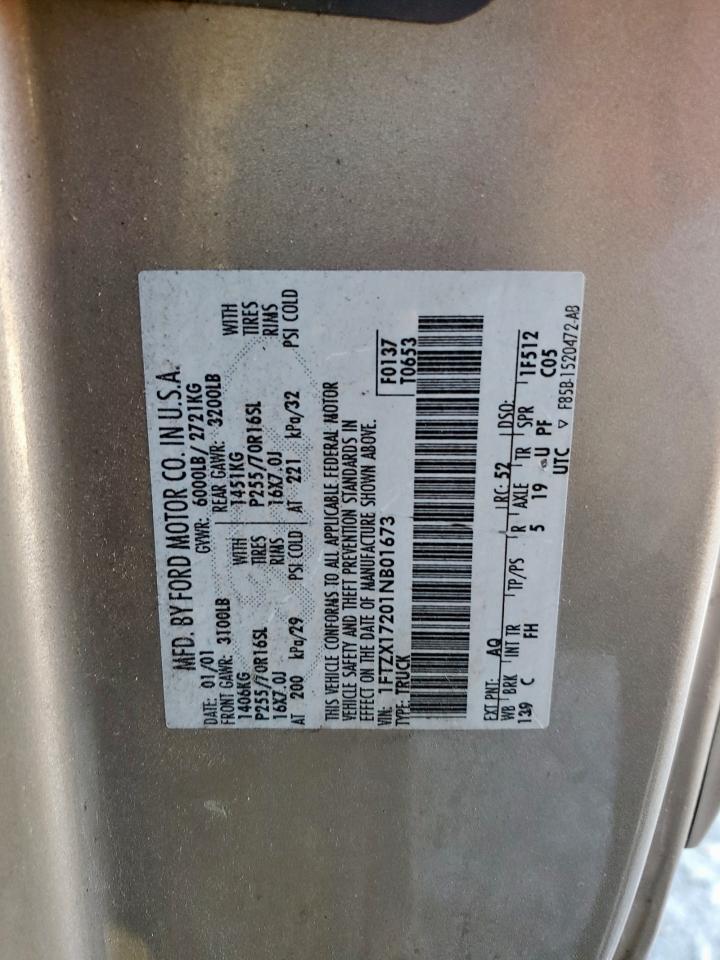 MFD. BY FORD MOTOR CO. IN U.S.A.
DATE: 01/01 GVWR: 6000LB/ 2721KG
FRONT GAWR: 3100LB REAR GAWR: 3200LB
1406KG WITH 1451KG WITH
P255/70R16SL TIRES P255/70R16SL TIRES
16X7.0J RIMS 16X7.0J RIMS
AT 200 kPa/29 PSI COLD AT 221 kPa/32 PSI COLD
THIS VEHICLE CONFORMS TO ALL APPLICABLE FEDERAL MOTOR
VEHICLE SAFETY AND THEFT PREVENTION STANDARDS IN
EFFECT ON THE DATE OF MANUFACTURE SHOWN ABOVE.
VIN: 1FTZX17201NB01673 F0137
TYPE: TRUCK T0653
EXT PNT: AQ RC: 52 DSO:
WB BRK INT TR TP/PS R AXLE TR SPR 1F512
139 C FH 5 19 U PF C05
UTC ▽ F85B-1520472-AB